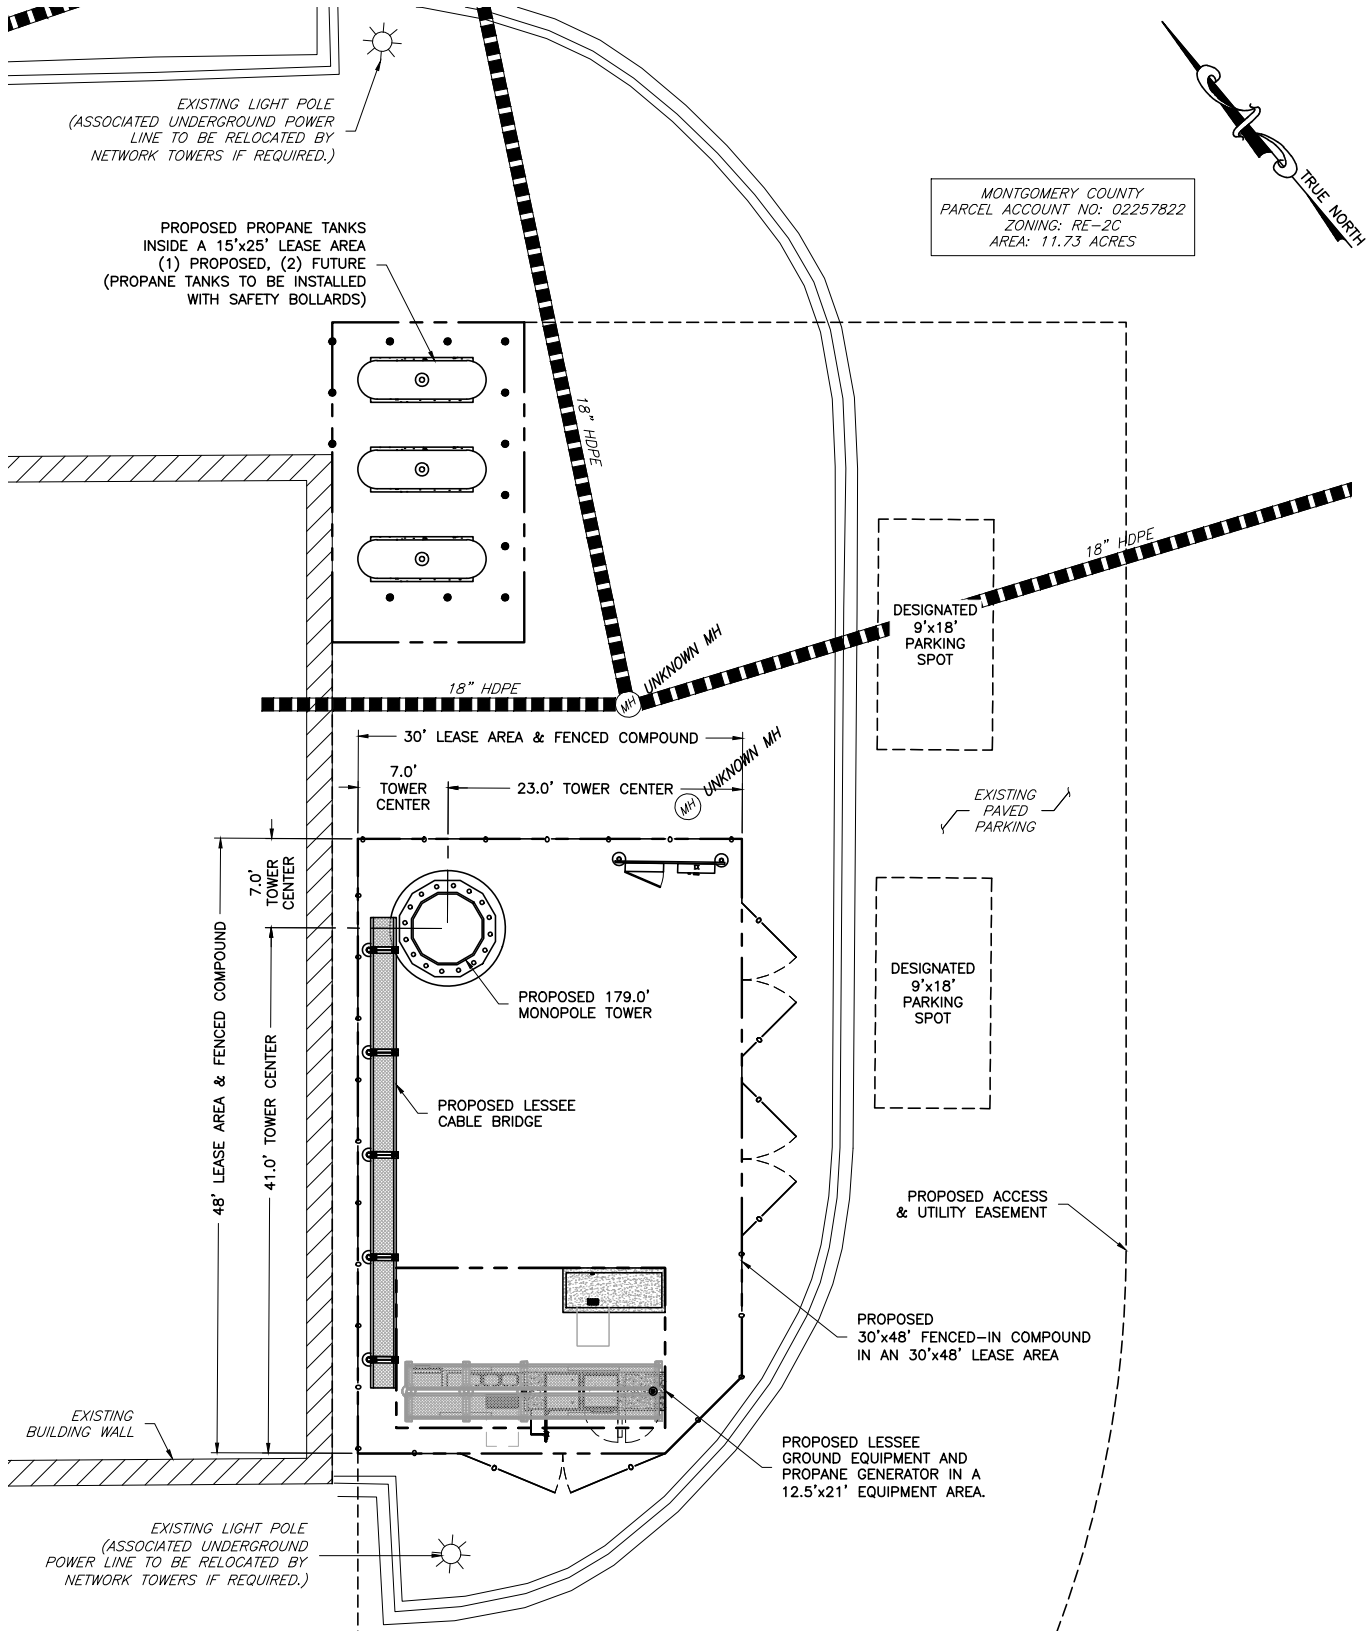 EXISTING LIGHT POLE
(ASSOCIATED UNDERGROUND POWER
LINE TO BE RELOCATED BY
NETWORK TOWERS IF REQUIRED.)
TRUE NORTH
MONTGOMERY COUNTY
PARCEL ACCOUNT NO: 02257822
ZONING: RE-2C
AREA: 11.73 ACRES
PROPOSED PROPANE TANKS
INSIDE A 15'x25' LEASE AREA
(1) PROPOSED, (2) FUTURE
(PROPANE TANKS TO BE INSTALLED
WITH SAFETY BOLLARDS)
18" HDPE
18" HDPE
DESIGNATED
9'x18'
PARKING
SPOT
UNKNOWN MH
MH
18" HDPE
30' LEASE AREA & FENCED COMPOUND
UNKNOWN MH
MH
7.0'
TOWER
CENTER
23.0' TOWER CENTER
EXISTING
PAVED
PARKING
7.0'
TOWER
CENTER
48' LEASE AREA & FENCED COMPOUND
41.0' TOWER CENTER
PROPOSED 179.0'
MONOPOLE TOWER
DESIGNATED
9'x18'
PARKING
SPOT
PROPOSED LESSEE
CABLE BRIDGE
PROPOSED ACCESS
& UTILITY EASEMENT
PROPOSED
30'x48' FENCED-IN COMPOUND
IN AN 30'x48' LEASE AREA
EXISTING
BUILDING WALL
PROPOSED LESSEE
GROUND EQUIPMENT AND
PROPANE GENERATOR IN A
12.5'x21' EQUIPMENT AREA.
EXISTING LIGHT POLE
(ASSOCIATED UNDERGROUND
POWER LINE TO BE RELOCATED BY
NETWORK TOWERS IF REQUIRED.)